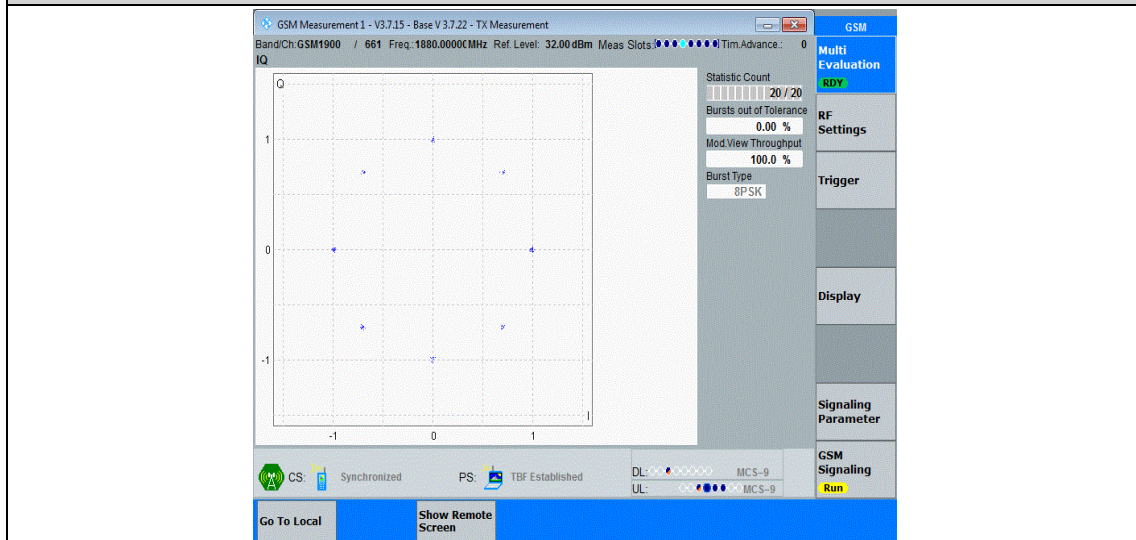 GSM Measurement 1 - V3.7.15 - Base V 3.7.22 - TX Measurement
GSM
Band/Ch:GSM1900 / 661 Freq.:1880.0000(MHz Ref. Level: 32.00 dBm Meas Slots: Tim.Advance.: 0
IQ
Multi
Evaluation
RDY
Q
Statistic Count
20 / 20
Bursts out of Tolerance
0.00 %
RF
Settings
1
Mod.View Throughput
100.0 %
Burst Type
8PSK
Trigger
0
Display
-1
I
-1 0 1
Signaling
Parameter
GSM
Signaling
Run
CS: Synchronized PS: TBF Established
DL: MCS-9
UL: MCS-9
Go To Local
Show Remote
Screen